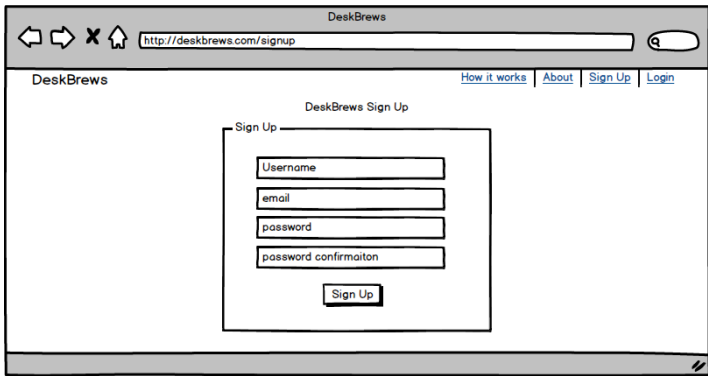 DeskBrews
http://deskbrews.com/signup
DeskBrews
How it works About Sign Up Login
DeskBrews Sign Up
Sign Up
Username
email
password
password confirmaiton
Sign Up